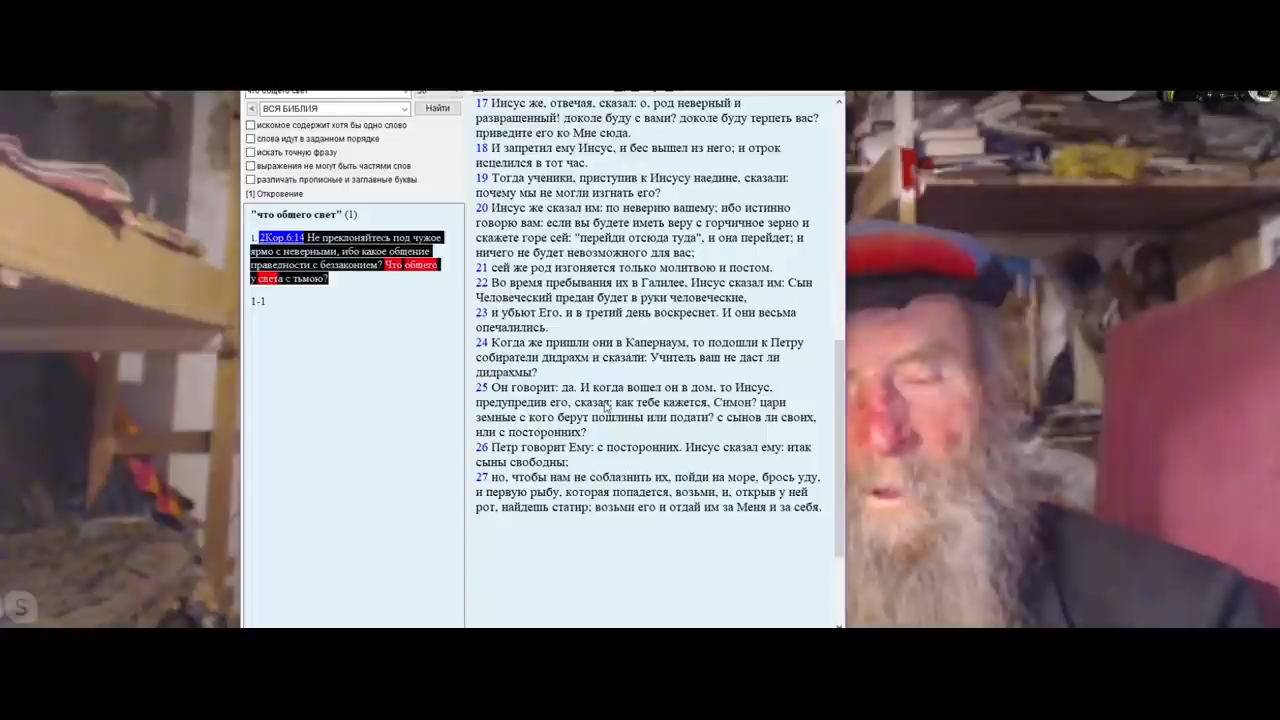 ВСЯ БИБЛИЯ
Найти
искомое содержит хотя бы одно слово
слова идут в заданном порядке
искать точную фразу
выражения не могут быть частями слов
различать прописные и заглавные буквы
[1] Откровение
"что общего свет" (1)
1. 2Кор.6:14 Не преклоняйтесь под чужое
ярмо с неверными, ибо какое общение
праведности с беззаконием? Что общего
у света с тьмою?
1-1
17 Иисус же, отвечая, сказал: о, род неверный и
развращенный! доколе буду с вами? доколе буду терпеть вас?
приведите его ко Мне сюда.
18 И запретил ему Иисус, и бес вышел из него; и отрок
исцелился в тот час.
19 Тогда ученики, приступив к Иисусу наедине, сказали:
почему мы не могли изгнать его?
20 Иисус же сказал им: по неверию вашему; ибо истинно
говорю вам: если вы будете иметь веру с горчичное зерно и
скажете горе сей: "перейди отсюда туда", и она перейдет; и
ничего не будет невозможного для вас;
21 сей же род изгоняется только молитвою и постом.
22 Во время пребывания их в Галилее, Иисус сказал им: Сын
Человеческий предан будет в руки человеческие,
23 и убьют Его, и в третий день воскреснет. И они весьма
опечалились.
24 Когда же пришли они в Капернаум, то подошли к Петру
собиратели дидрахм и сказали: Учитель ваш не даст ли
дидрахмы?
25 Он говорит: да. И когда вошел он в дом, то Иисус,
предупредив его, сказал: как тебе кажется, Симон? цари
земные с кого берут пошлины или подати? с сынов ли своих,
или с посторонних?
26 Петр говорит Ему: с посторонних. Иисус сказал ему: итак
сыны свободны;
27 но, чтобы нам не соблазнить их, пойди на море, брось уду,
и первую рыбу, которая попадется, возьми, и, открыв у ней
рот, найдешь статир; возьми его и отдай им за Меня и за себя.
S